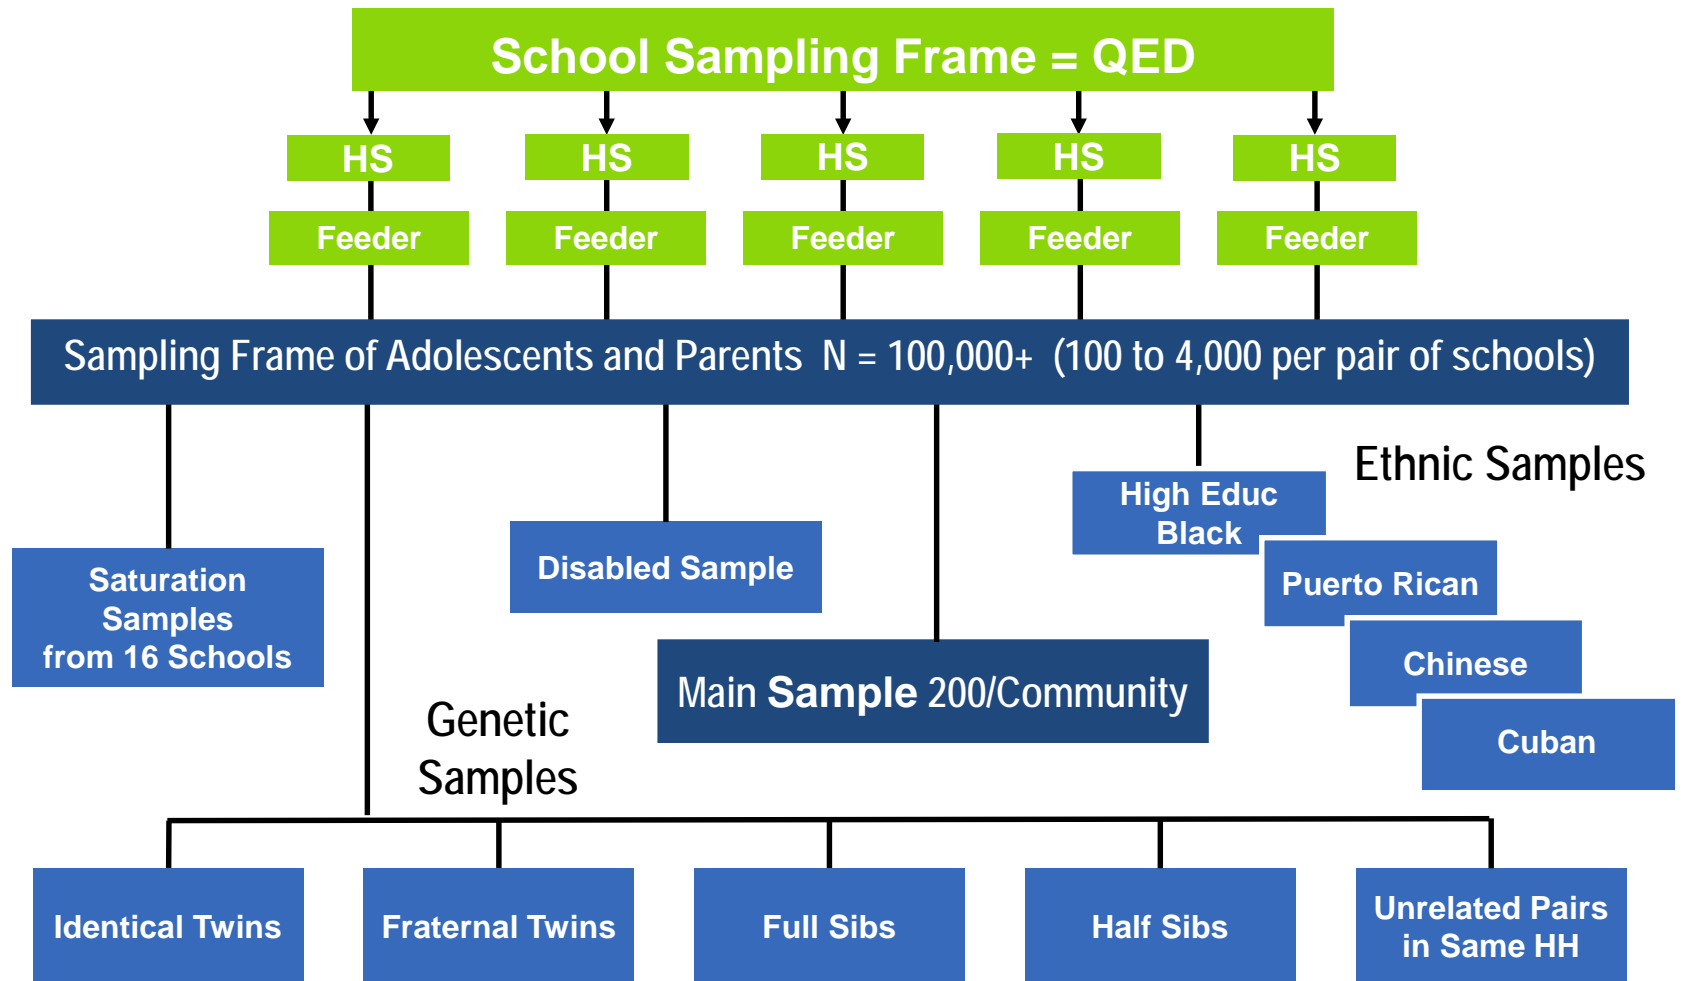 School Sampling Frame = QED
HS
HS
HS
HS
HS
Feeder
Feeder
Feeder
Feeder
Feeder
Sampling Frame of Adolescents and Parents N = 100,000+ (100 to 4,000 per pair of schools)
Ethnic Samples
High Educ
Black
Disabled Sample
Puerto Rican
Saturation
Samples
from 16 Schools
Chinese
Main Sample 200/Community
Cuban
Genetic
Samples
Identical Twins
Fraternal Twins
Full Sibs
Half Sibs
Unrelated Pairs
in Same HH